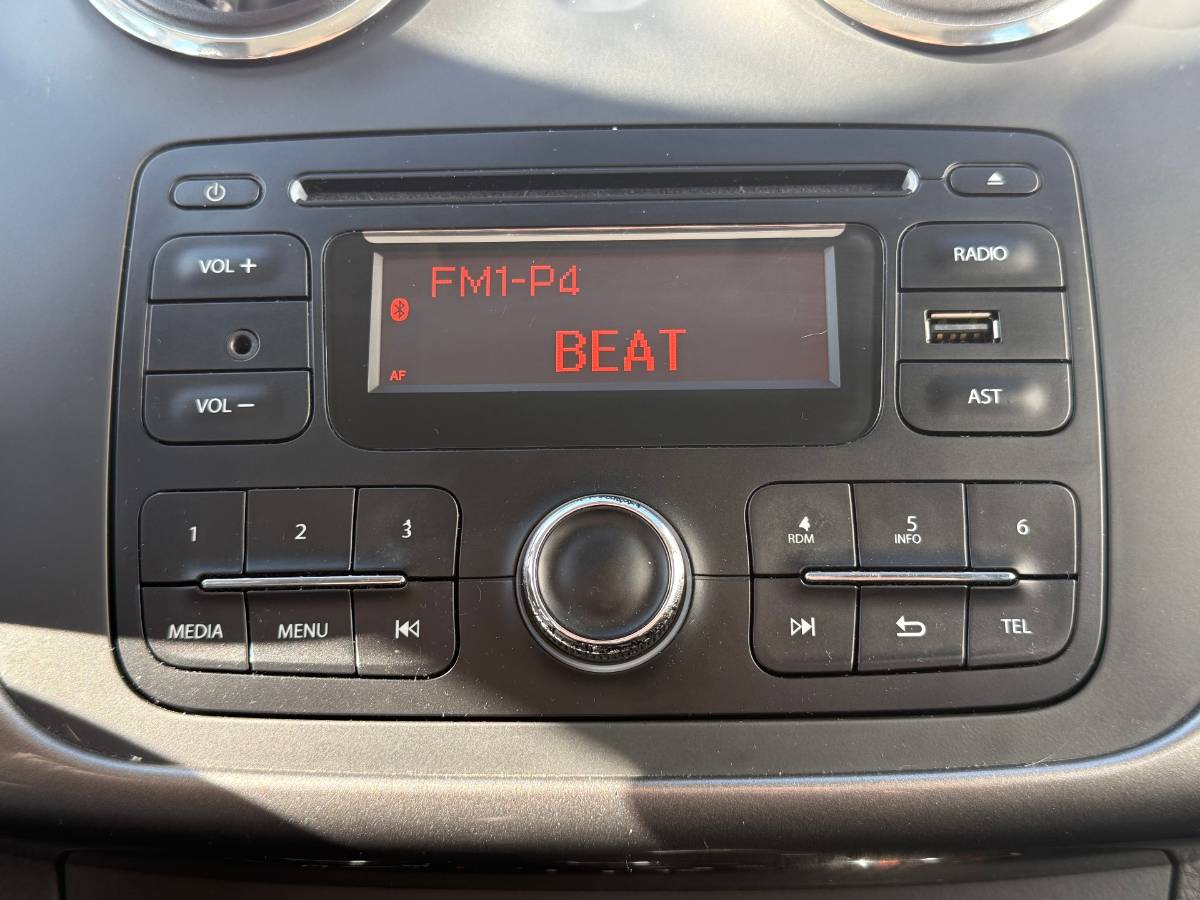 VOL +
FM1-P4
RADIO
BEAT
AF
VOL −
AST
1
2
3
4
RDM
5
INFO
6
MEDIA
MENU
TEL